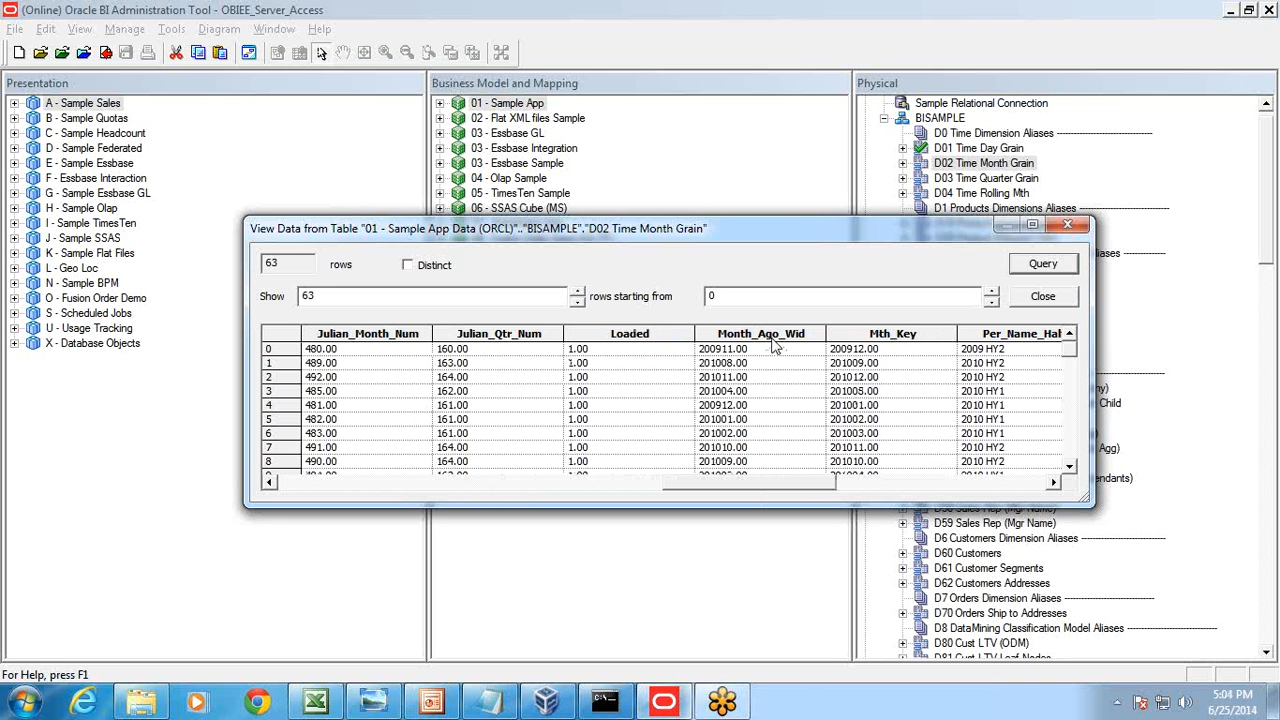 (Online) Oracle BI Administration Tool - OBIEE_Server_Access
File Edit View Manage Tools Diagram Window Help
Presentation
A - Sample Sales
B - Sample Quotas
C - Sample Headcount
D - Sample Federated
E - Sample Essbase
F - Essbase Interaction
G - Sample Essbase GL
H - Sample Olap
I - Sample TimesTen
J - Sample SSAS
K - Sample Flat Files
L - Geo Loc
N - Sample BPM
O - Fusion Order Demo
S - Scheduled Jobs
U - Usage Tracking
X - Database Objects
Business Model and Mapping
01 - Sample App
02 - Flat XML files Sample
03 - Essbase GL
03 - Essbase Integration
03 - Essbase Sample
04 - Olap Sample
05 - TimesTen Sample
06 - SSAS Cube (MS)
Physical
Sample Relational Connection
BISAMPLE
D0 Time Dimension Aliases
D01 Time Day Grain
D02 Time Month Grain
D03 Time Quarter Grain
D04 Time Rolling Mth
D1 Products Dimensions Aliases
View Data from Table "01 - Sample App Data (ORCL)".."BISAMPLE"."D02 Time Month Grain"
63 rows Distinct Query
Show 63 rows starting from 0 Close
Julian_Month_Num Julian_Qtr_Num Loaded Month_Ago_Wid Mth_Key Per_Name_Hal
0 480.00 160.00 1.00 200911.00 200912.00 2009 HY2
1 489.00 163.00 1.00 201008.00 201009.00 2010 HY2
2 492.00 164.00 1.00 201011.00 201012.00 2010 HY2
3 485.00 162.00 1.00 201004.00 201005.00 2010 HY1
4 481.00 161.00 1.00 200912.00 201001.00 2010 HY1
5 482.00 161.00 1.00 201001.00 201002.00 2010 HY1
6 483.00 161.00 1.00 201002.00 201003.00 2010 HY1
7 491.00 164.00 1.00 201010.00 201011.00 2010 HY2
8 490.00 164.00 1.00 201009.00 201010.00 2010 HY2
Child
Agg)
D59 Sales Rep (Mgr Name)
D6 Customers Dimension Aliases
D60 Customers
D61 Customer Segments
D62 Customers Addresses
D7 Orders Dimension Aliases
D70 Orders Ship to Addresses
D8 DataMining Classification Model Aliases
D80 Cust LTV (ODM)
For Help, press F1
5:04 PM
6/25/2014